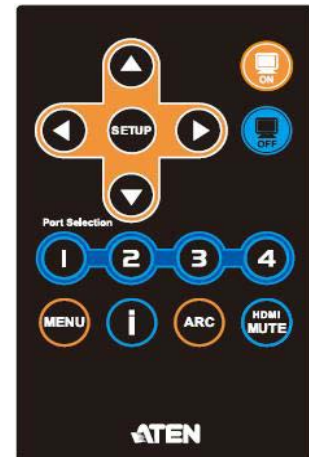 ON
SETUP
OFF
Port Selection
1 2 3 4
MENU i ARC HDMI MUTE
ATEN